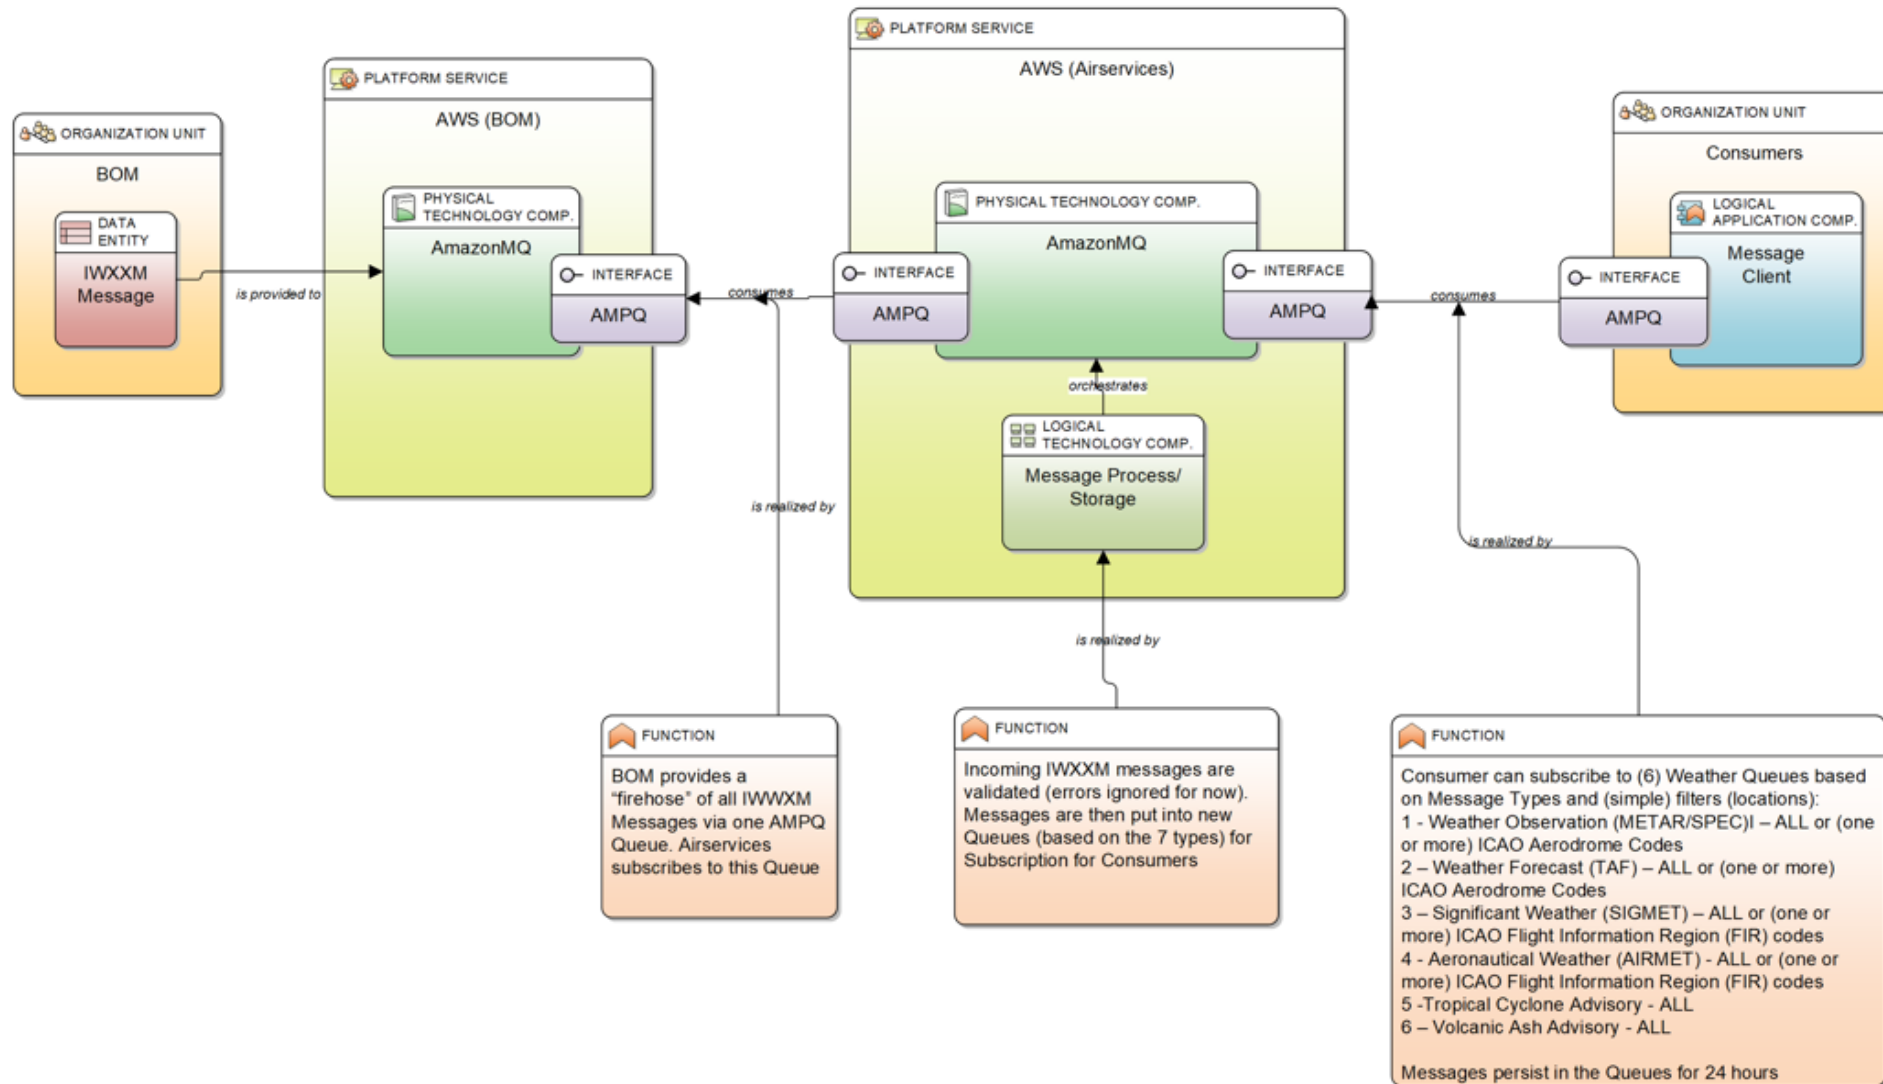 ORGANIZATION UNIT
BOM
DATA
ENTITY
IWXXM
Message
is provided to
PLATFORM SERVICE
AWS (BOM)
PHYSICAL
TECHNOLOGY COMP.
AmazonMQ
INTERFACE
AMPQ
consumes
is realized by
PLATFORM SERVICE
AWS (Airservices)
INTERFACE
AMPQ
PHYSICAL TECHNOLOGY COMP.
AmazonMQ
INTERFACE
AMPQ
orchestrates
LOGICAL
TECHNOLOGY COMP.
Message Process/
Storage
is realized by
consumes
is realized by
ORGANIZATION UNIT
Consumers
LOGICAL
APPLICATION COMP.
Message
Client
INTERFACE
AMPQ
FUNCTION
BOM provides a
“firehose” of all IWWXM
Messages via one AMPQ
Queue. Airservices
subscribes to this Queue
FUNCTION
Incoming IWXXM messages are
validated (errors ignored for now).
Messages are then put into new
Queues (based on the 7 types) for
Subscription for Consumers
FUNCTION
Consumer can subscribe to (6) Weather Queues based
on Message Types and (simple) filters (locations):
1 - Weather Observation (METAR/SPEC)I – ALL or (one
or more) ICAO Aerodrome Codes
2 – Weather Forecast (TAF) – ALL or (one or more)
ICAO Aerodrome Codes
3 – Significant Weather (SIGMET) – ALL or (one or
more) ICAO Flight Information Region (FIR) codes
4 - Aeronautical Weather (AIRMET) - ALL or (one or
more) ICAO Flight Information Region (FIR) codes
5 -Tropical Cyclone Advisory - ALL
6 – Volcanic Ash Advisory - ALL
Messages persist in the Queues for 24 hours